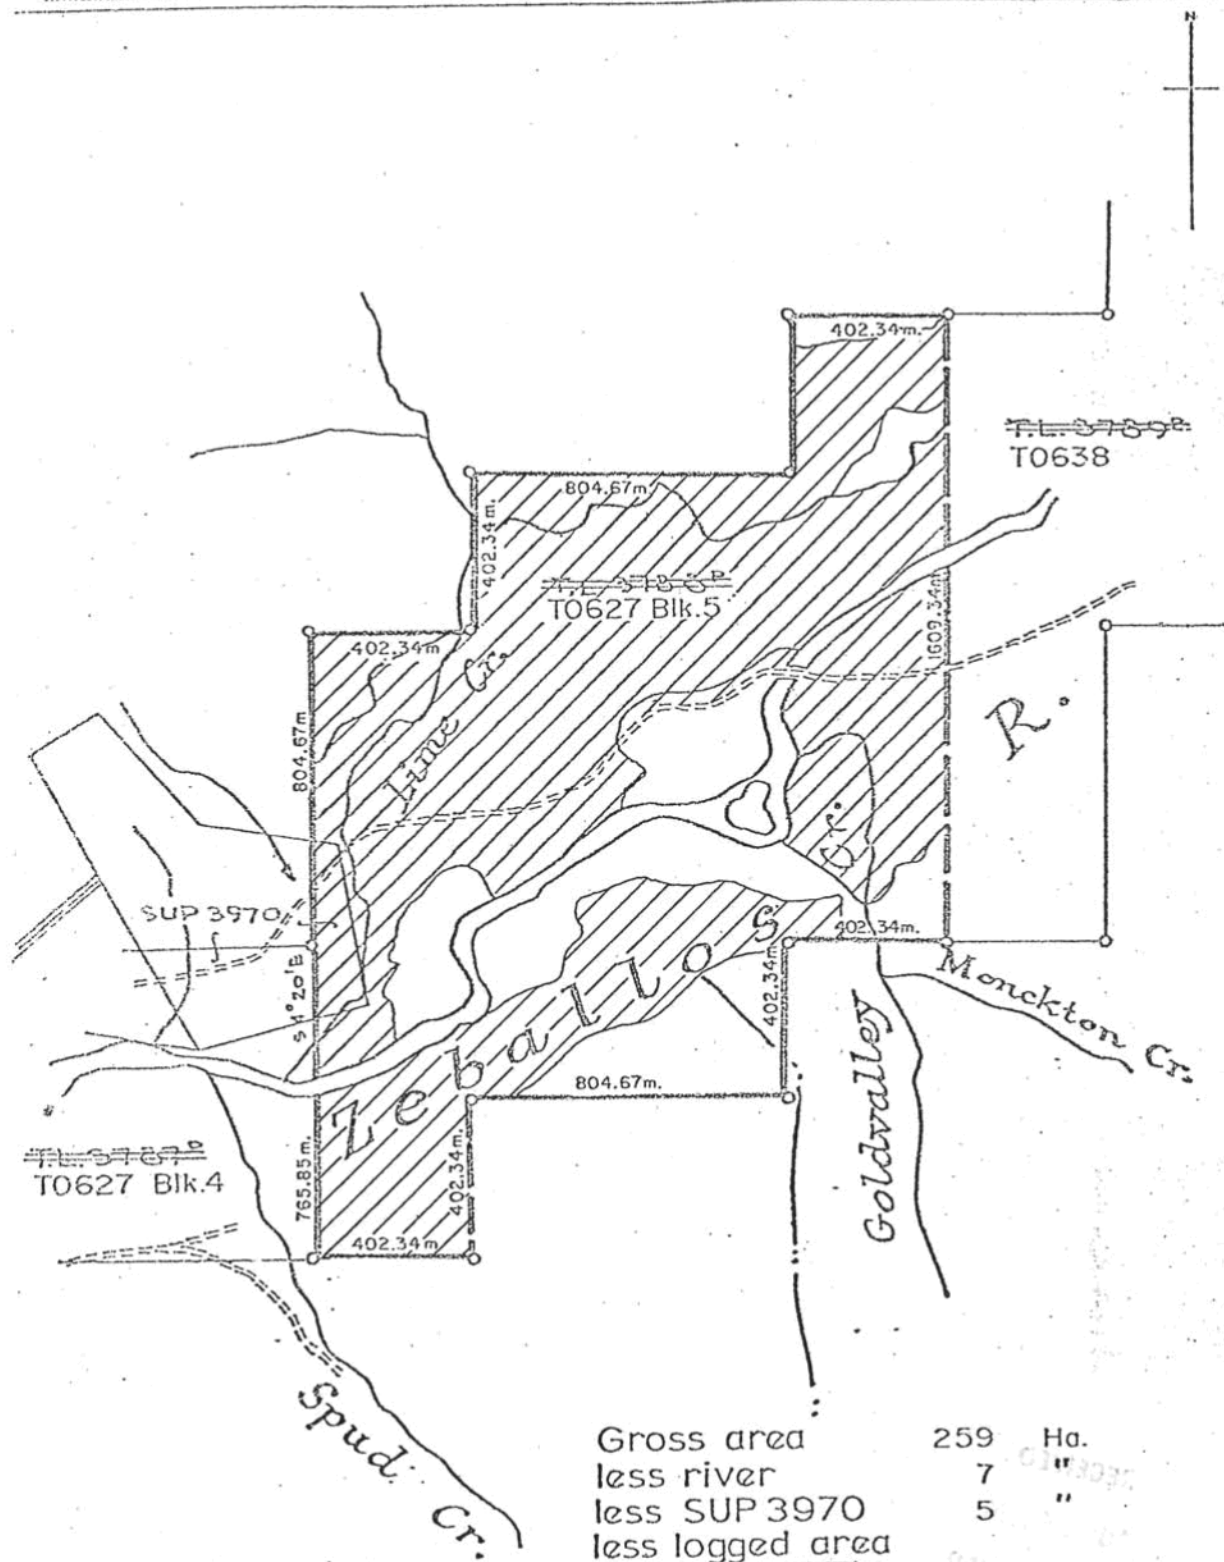 N
402.34m.
T.L. 8789P
T0638
804.67m.
402.34m.
T0627 Blk.5
402.34m.
Lime Cr.
1609.34m
804.67m
R.
Cr.
SUP 3970
402.34m.
S 1° 20' E
402.34m.
Monckton Cr.
Zeballos
Goldvalley
804.67m.
T.L. 8787P
T0627 Blk.4
765.85m.
402.34m.
402.34m
Spud Cr.
Gross area 259 Ha.
less river 7 "
less SUP 3970 5 "
less logged area